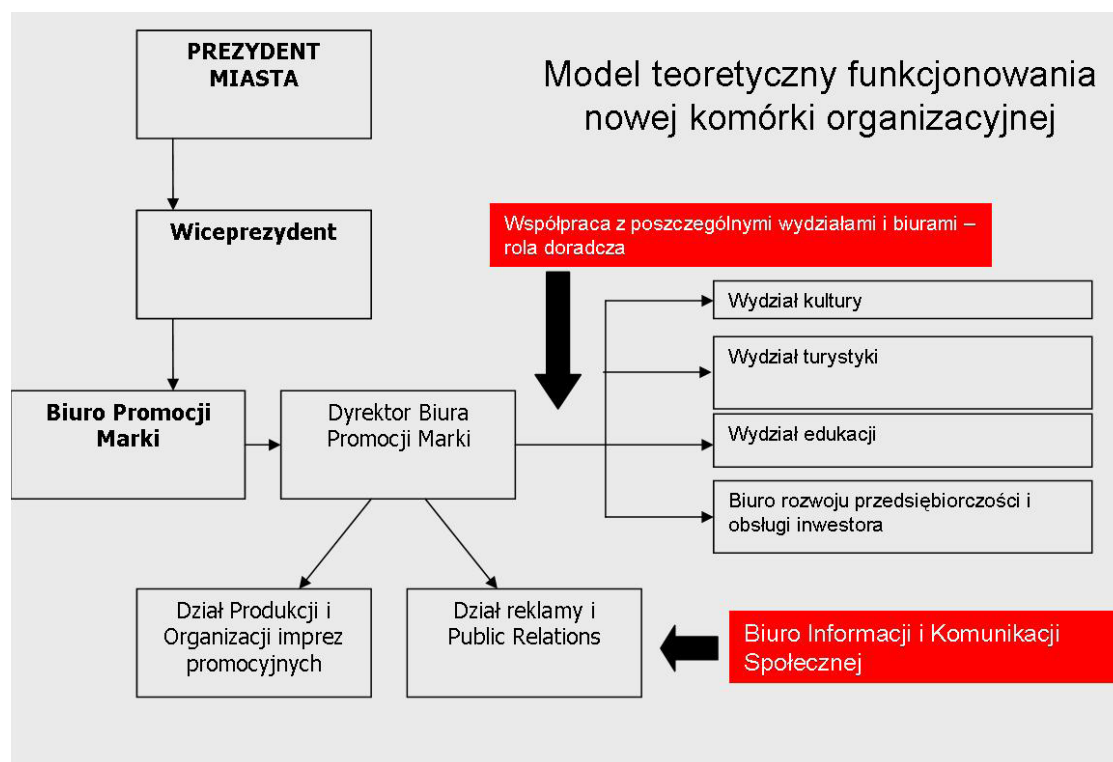 PREZYDENT
MIASTA
Model teoretyczny funkcjonowania
nowej komórki organizacyjnej
Wiceprezydent
Współpraca z poszczególnymi wydziałami i biurami –
rola doradcza
Wydział kultury
Wydział turystyki
Biuro Promocji
Marki
Dyrektor Biura
Promocji Marki
Wydział edukacji
Biuro rozwoju przedsiębiorczości i
obsługi inwestora
Dział Produkcji i
Organizacji imprez
promocyjnych
Dział reklamy i
Public Relations
Biuro Informacji i Komunikacji
Społecznej